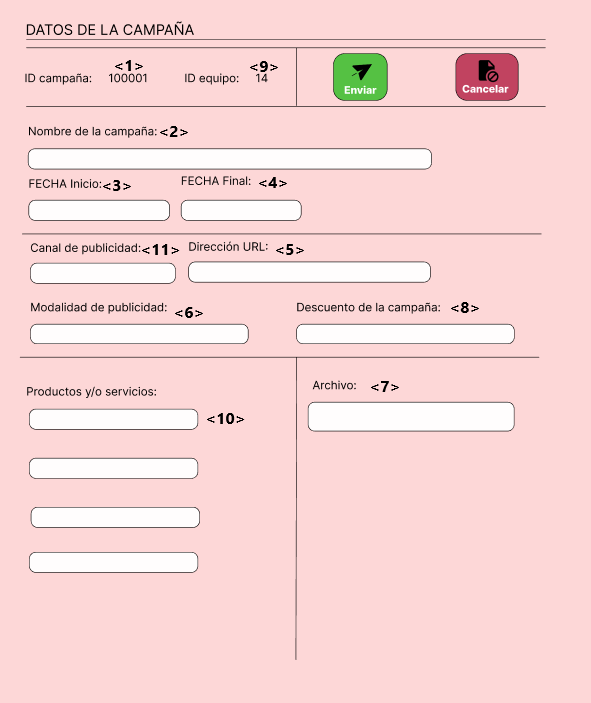 DATOS DE LA CAMPAÑA
<1> <9>
ID campaña: 100001 ID equipo: 14
Enviar Cancelar
Nombre de la campaña: <2>
FECHA Inicio: <3> FECHA Final: <4>
Canal de publicidad: <11> Dirección URL: <5>
Modalidad de publicidad: <6> Descuento de la campaña: <8>
Productos y/o servicios: Archivo: <7>
<10>